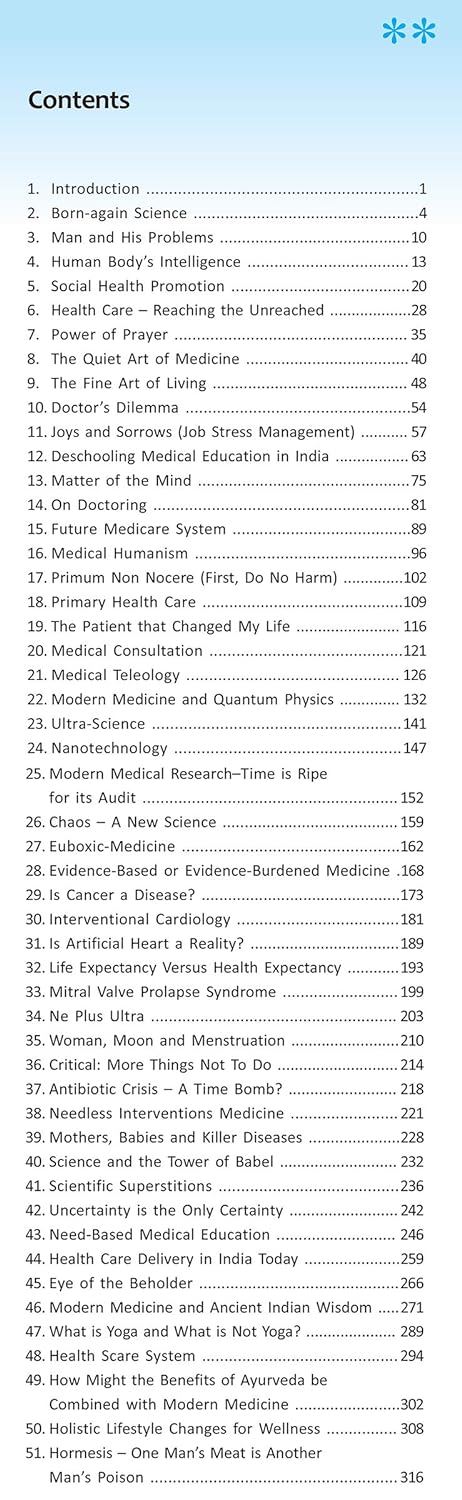 **
Contents
1. Introduction ............................................................1
2. Born-again Science ..................................................4
3. Man and His Problems ..........................................10
4. Human Body's Intelligence ....................................13
5. Social Health Promotion ........................................20
6. Health Care – Reaching the Unreached ..................28
7. Power of Prayer ....................................................35
8. The Quiet Art of Medicine ....................................40
9. The Fine Art of Living ...........................................48
10. Doctor's Dilemma ..................................................54
11. Joys and Sorrows (Job Stress Management) ...........57
12. Deschooling Medical Education in India ................63
13. Matter of the Mind ...............................................75
14. On Doctoring .........................................................81
15. Future Medicare System ........................................89
16. Medical Humanism ................................................96
17. Primum Non Nocere (First, Do No Harm) .............102
18. Primary Health Care ............................................109
19. The Patient that Changed My Life .......................116
20. Medical Consultation ...........................................121
21. Medical Teleology ................................................126
22. Modern Medicine and Quantum Physics .............132
23. Ultra-Science .......................................................141
24. Nanotechnology ..................................................147
25. Modern Medical Research–Time is Ripe
for its Audit .........................................................152
26. Chaos – A New Science ........................................159
27. Euboxic-Medicine ................................................162
28. Evidence-Based or Evidence-Burdened Medicine .168
29. Is Cancer a Disease? ............................................173
30. Interventional Cardiology ....................................181
31. Is Artificial Heart a Reality? .................................189
32. Life Expectancy Versus Health Expectancy ............193
33. Mitral Valve Prolapse Syndrome ..........................199
34. Ne Plus Ultra .......................................................203
35. Woman, Moon and Menstruation ........................210
36. Critical: More Things Not To Do ...........................214
37. Antibiotic Crisis – A Time Bomb? .........................218
38. Needless Interventions Medicine ........................221
39. Mothers, Babies and Killer Diseases ....................228
40. Science and the Tower of Babel ..........................232
41. Scientific Superstitions ........................................236
42. Uncertainty is the Only Certainty ........................242
43. Need-Based Medical Education ...........................246
44. Health Care Delivery in India Today .....................259
45. Eye of the Beholder .............................................266
46. Modern Medicine and Ancient Indian Wisdom .....271
47. What is Yoga and What is Not Yoga? ....................289
48. Health Scare System ............................................294
49. How Might the Benefits of Ayurveda be
Combined with Modern Medicine .......................302
50. Holistic Lifestyle Changes for Wellness ................308
51. Hormesis – One Man's Meat is Another
Man's Poison .......................................................316